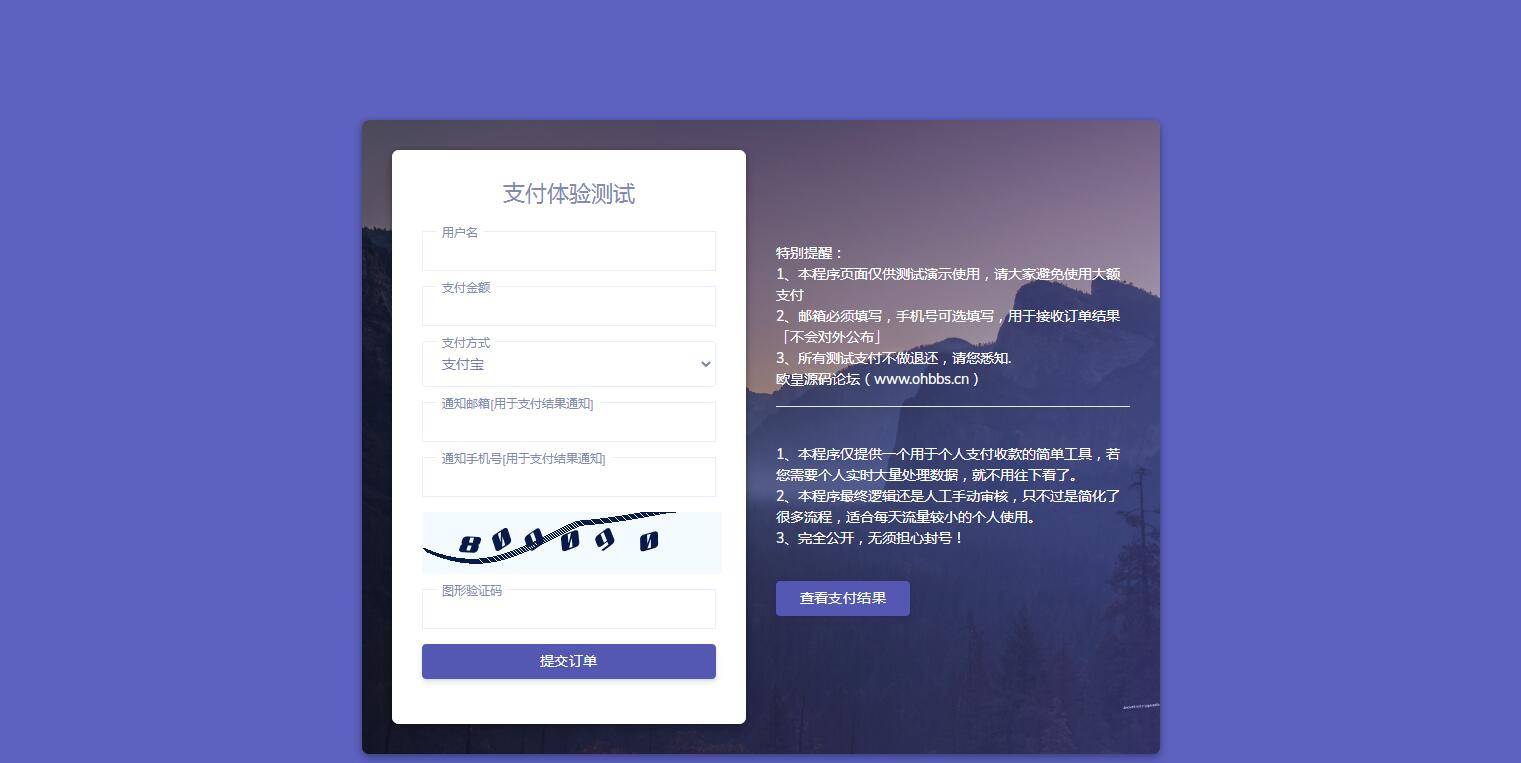 支付体验测试
用户名
支付金额
支付方式
支付宝
通知邮箱[用于支付结果通知]
通知手机号[用于支付结果通知]
图形验证码
提交订单
特别提醒：
1、本程序页面仅供测试演示使用，请大家避免使用大额
支付
2、邮箱必须填写，手机号可选填写，用于接收订单结果
「不会对外公布」
3、所有测试支付不做退还，请您悉知.
欧皇源码论坛（www.ohbbs.cn）
1、本程序仅提供一个用于个人支付收款的简单工具，若
您需要个人实时大量处理数据，就不用往下看了。
2、本程序最终逻辑还是人工手动审核，只不过是简化了
很多流程，适合每天流量较小的个人使用。
3、完全公开，无须担心封号！
查看支付结果